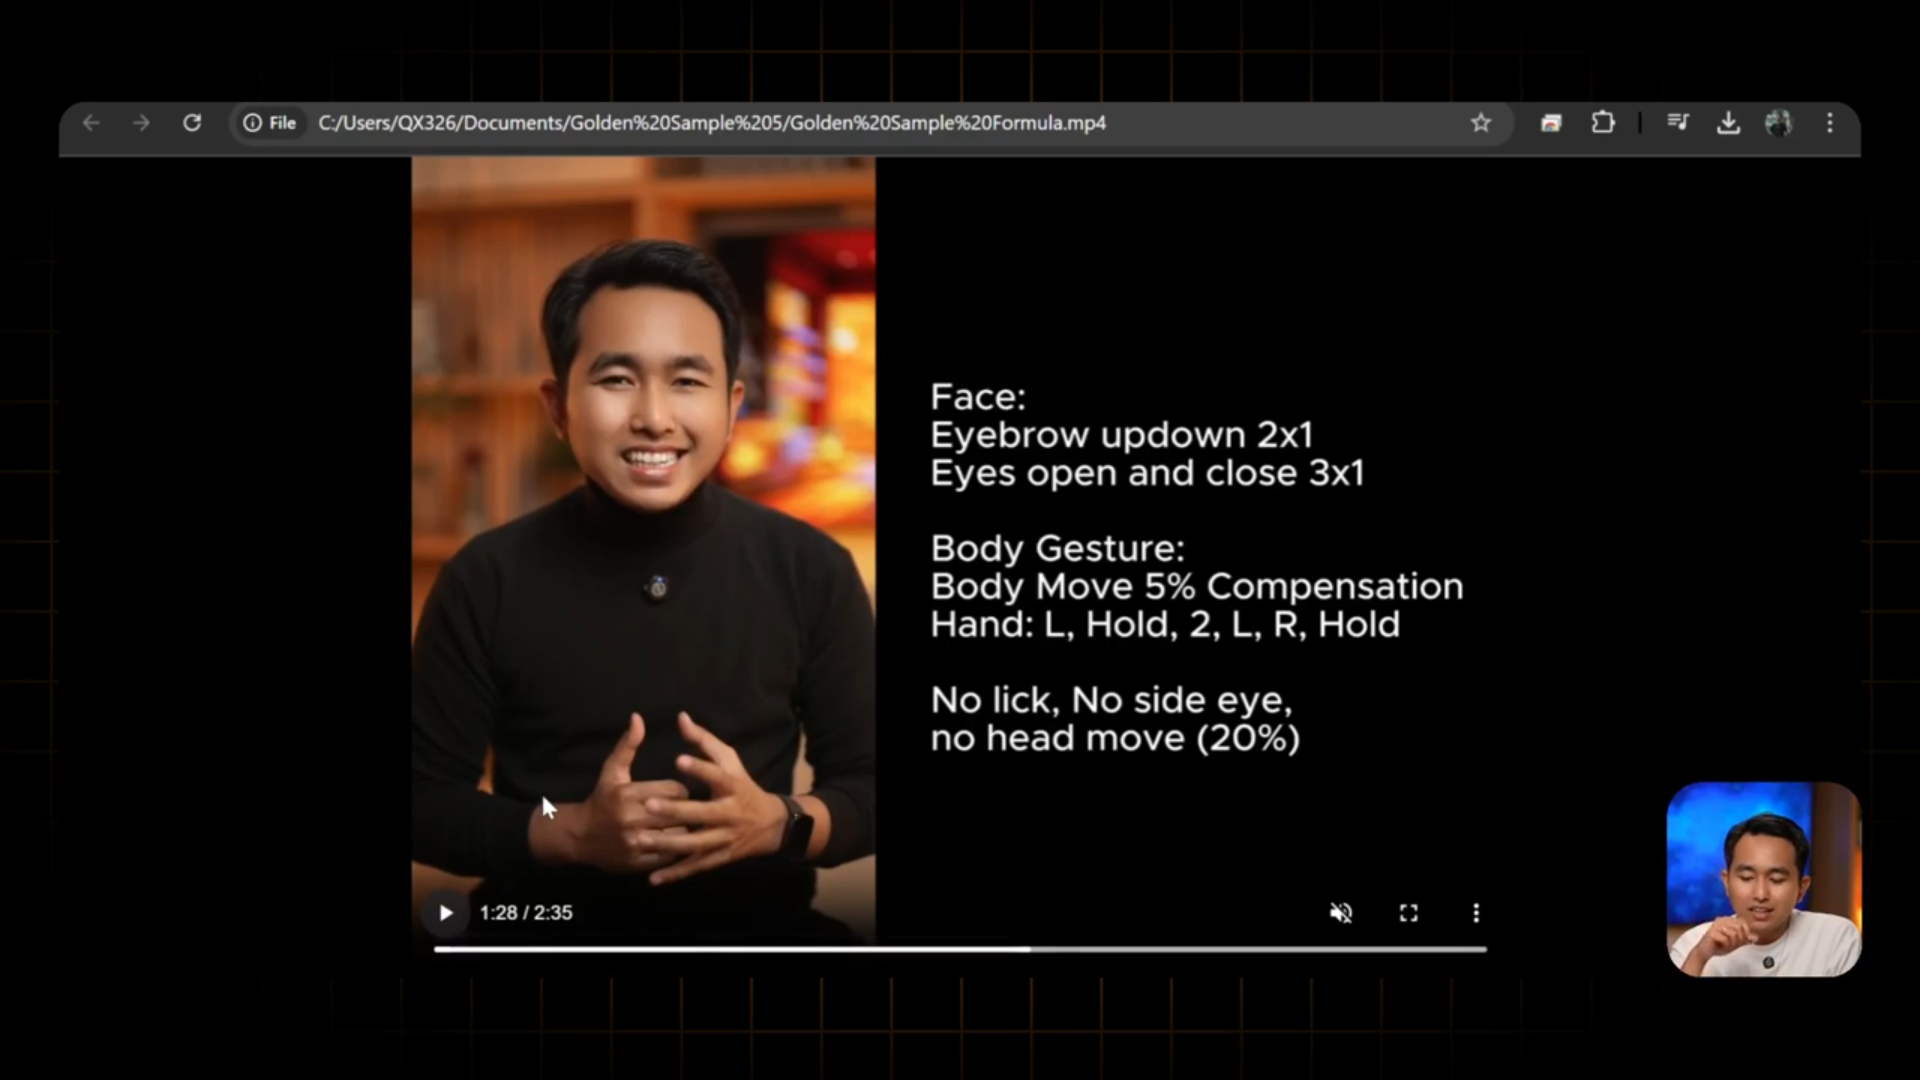 File
C:/Users/QX326/Documents/Golden%20Sample%205/Golden%20Sample%20Formula.mp4
Face:
Eyebrow updown 2x1
Eyes open and close 3x1
Body Gesture:
Body Move 5% Compensation
Hand: L, Hold, 2, L, R, Hold
No lick, No side eye,
no head move (20%)
1:28 / 2:35